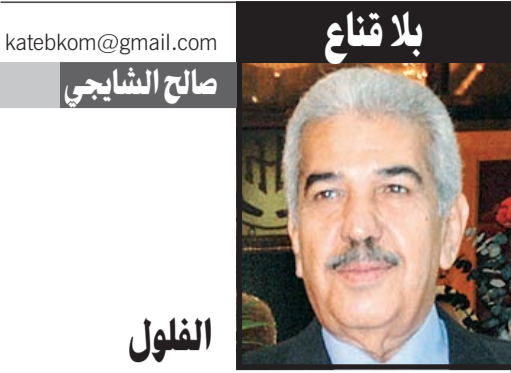 بلا قناع
katebkom@gmail.com
صالح الشايجي
الفلول